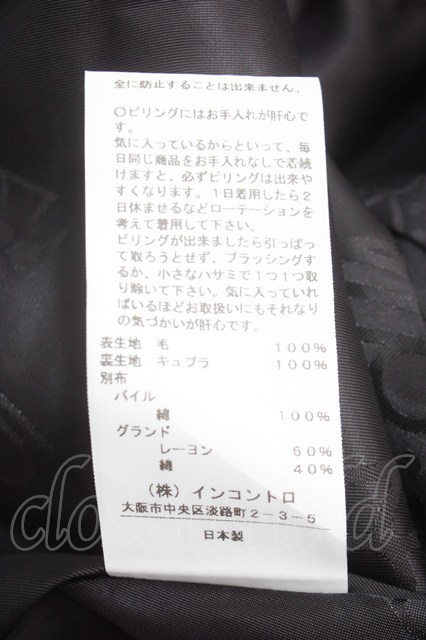 全に防止することは出来ません。
○ピリングにはお手入れが肝心で
す。
気に入っているからといって、毎
日同じ商品をお手入れなしで着続
けますと、必ずピリングは出来や
すくなります。1日着用したら2
日休ませるなどローテーションを
考えて着用して下さい。
ピリングが出来ましたら引っぱっ
て取ろうとせず、ブラッシングす
るか、小さなハサミで1つ1つ取
り除いて下さい。気に入っていれ
ばいるほどお取扱いにもそれなり
の気づかいが肝心です。
表生地 毛 100%
裏生地 キュプラ 100%
別布
パイル
綿 100%
グランド
レーヨン 60%
綿 40%
(株)インコントロ
大阪市中央区淡路町2-3-5
日本製